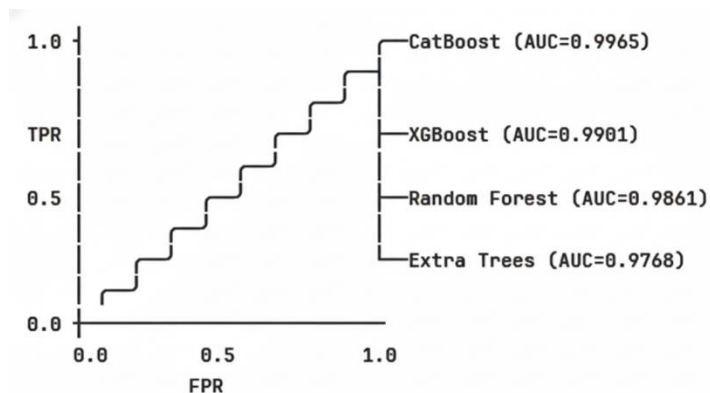 1.0
CatBoost (AUC=0.9965)
TPR
XGBoost (AUC=0.9901)
0.5
Random Forest (AUC=0.9861)
Extra Trees (AUC=0.9768)
0.0
0.0 0.5 1.0
FPR